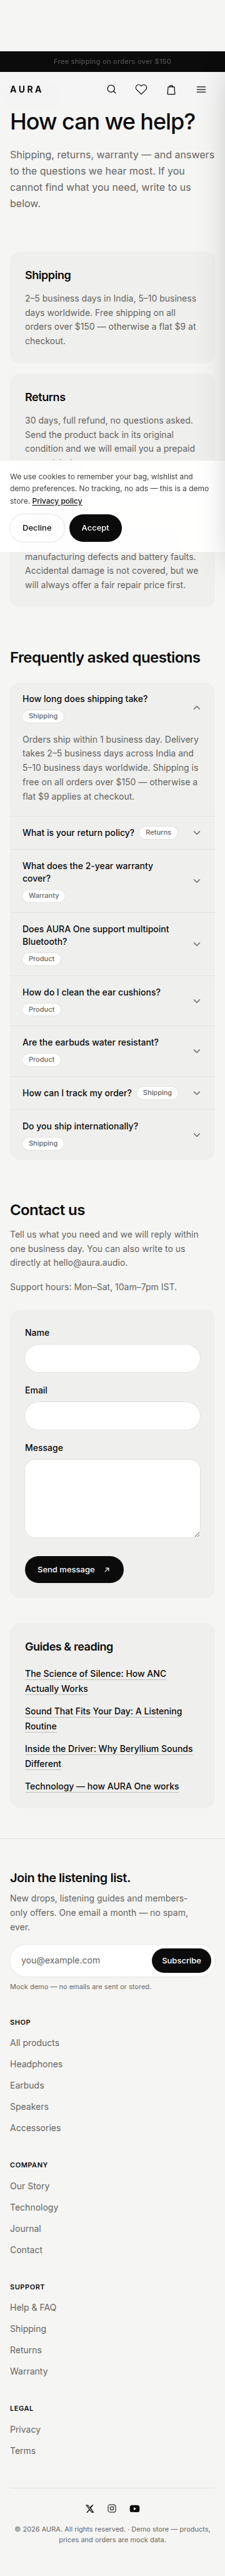 Free shipping on orders over $150
AURA
How can we help?
Shipping, returns, warranty — and answers
to the questions we hear most. If you
cannot find what you need, write to us
below.
Shipping
2–5 business days in India, 5–10 business
days worldwide. Free shipping on all
orders over $150 — otherwise a flat $9 at
checkout.
Returns
30 days, full refund, no questions asked.
Send the product back in its original
condition and we will email you a prepaid
We use cookies to remember your bag, wishlist and
demo preferences. No tracking, no ads — this is a demo
store. Privacy policy
Decline
Accept
manufacturing defects and battery faults.
Accidental damage is not covered, but we
will always offer a fair repair price first.
Frequently asked questions
How long does shipping take?
Shipping
Orders ship within 1 business day. Delivery
takes 2–5 business days across India and
5–10 business days worldwide. Shipping is
free on all orders over $150 — otherwise a
flat $9 applies at checkout.
What is your return policy? Returns
What does the 2-year warranty
cover?
Warranty
Does AURA One support multipoint
Bluetooth?
Product
How do I clean the ear cushions?
Product
Are the earbuds water resistant?
Product
How can I track my order? Shipping
Do you ship internationally?
Shipping
Contact us
Tell us what you need and we will reply within
one business day. You can also write to us
directly at hello@aura.audio.
Support hours: Mon–Sat, 10am–7pm IST.
Name
Email
Message
Send message
Guides & reading
The Science of Silence: How ANC
Actually Works
Sound That Fits Your Day: A Listening
Routine
Inside the Driver: Why Beryllium Sounds
Different
Technology — how AURA One works
Join the listening list.
New drops, listening guides and members-
only offers. One email a month — no spam,
ever.
you@example.com
Subscribe
Mock demo — no emails are sent or stored.
SHOP
All products
Headphones
Earbuds
Speakers
Accessories
COMPANY
Our Story
Technology
Journal
Contact
SUPPORT
Help & FAQ
Shipping
Returns
Warranty
LEGAL
Privacy
Terms
© 2026 AURA. All rights reserved. · Demo store — products,
prices and orders are mock data.